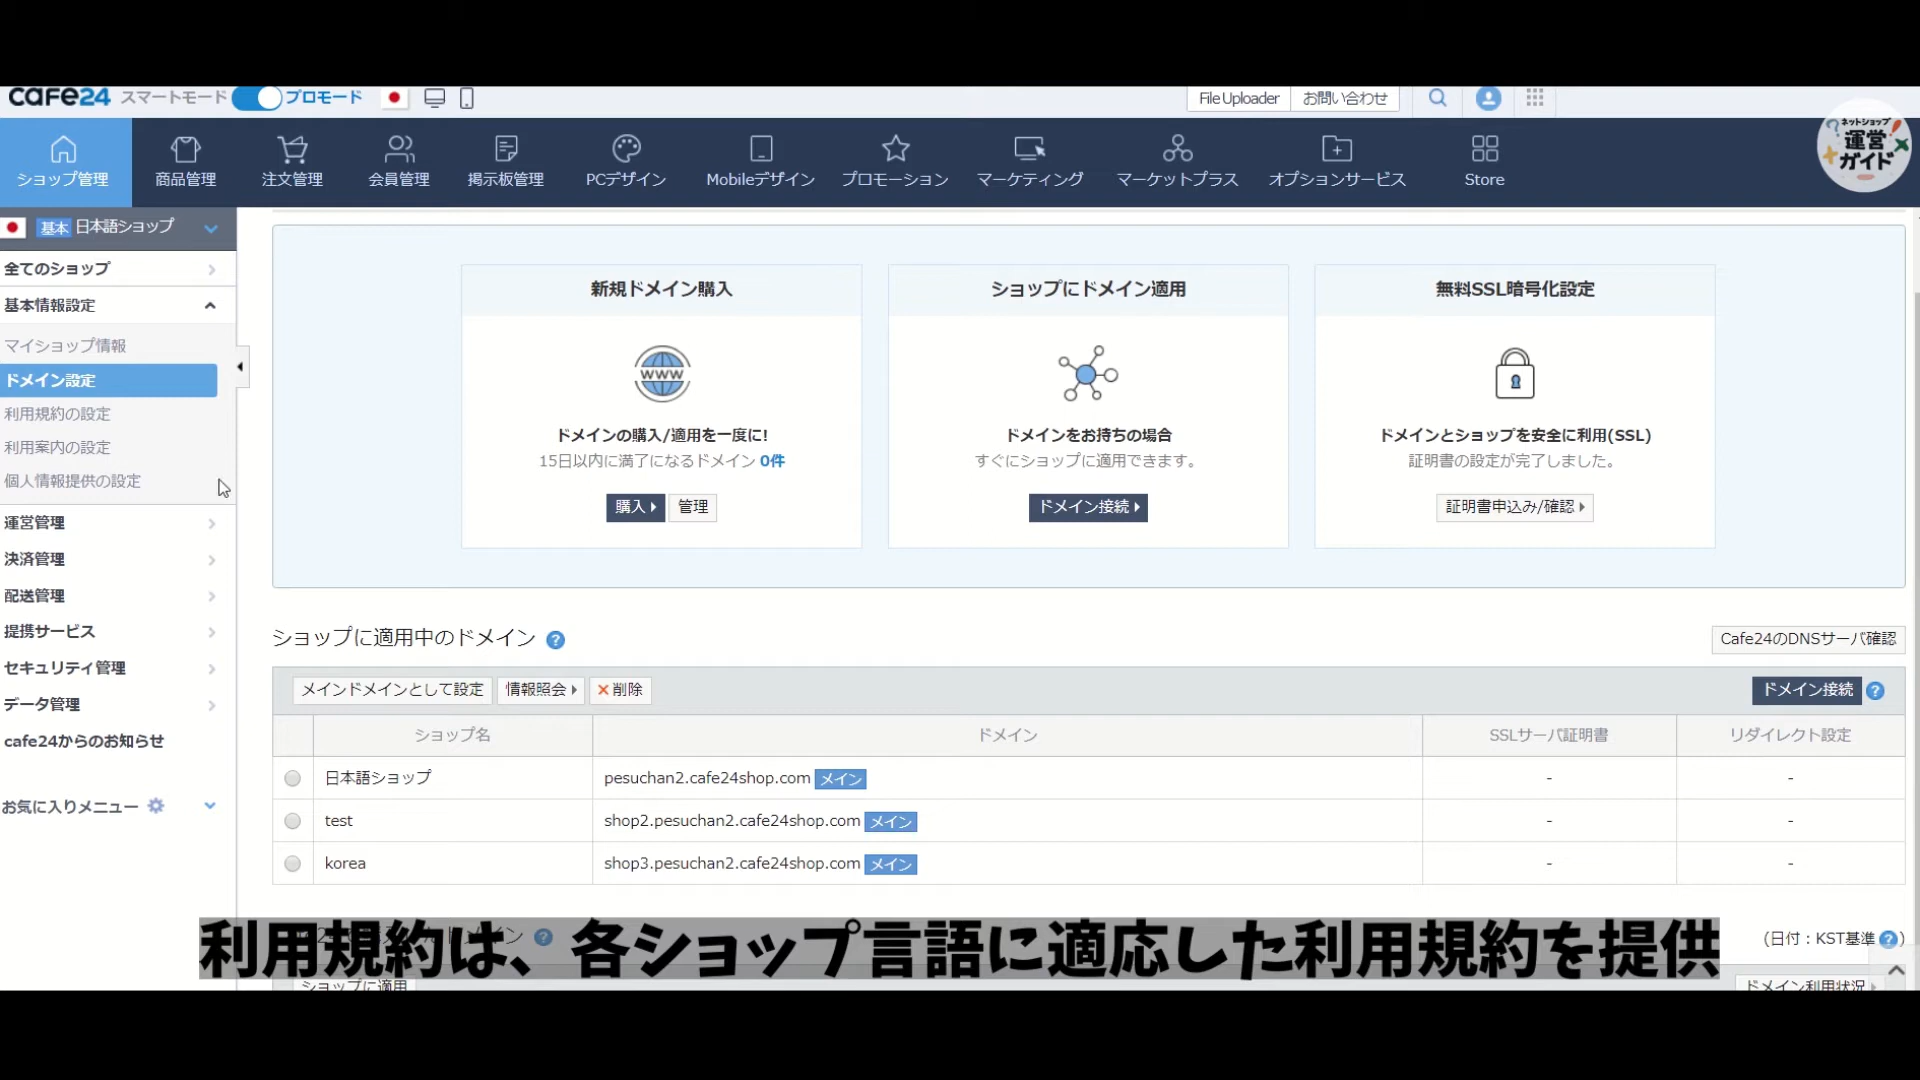 cafe24 スマートモード プロモード File Uploader お問い合わせ
ネットショップ
運営
ガイド
ショップ管理 商品管理 注文管理 会員管理 掲示板管理 PCデザイン Mobileデザイン プロモーション マーケティング マーケットプラス オプションサービス Store
基本 日本語ショップ
全てのショップ
基本情報設定
マイショップ情報
ドメイン設定
利用規約の設定
利用案内の設定
個人情報提供の設定
運営管理
決済管理
配送管理
提携サービス
セキュリティ管理
データ管理
cafe24からのお知らせ
お気に入りメニュー
新規ドメイン購入
www
ドメインの購入/適用を一度に!
15日以内に満了になるドメイン 0件
購入 管理
ショップにドメイン適用
ドメインをお持ちの場合
すぐにショップに適用できます。
ドメイン接続
無料SSL暗号化設定
ドメインとショップを安全に利用(SSL)
証明書の設定が完了しました。
証明書申込み/確認
ショップに適用中のドメイン ?
Cafe24のDNSサーバ確認
メインドメインとして設定 情報照会 ×削除 ドメイン接続 ?
ショップ名 ドメイン SSLサーバ証明書 リダイレクト設定
日本語ショップ pesuchan2.cafe24shop.com メイン - -
test shop2.pesuchan2.cafe24shop.com メイン - -
korea shop3.pesuchan2.cafe24shop.com メイン - -
利用規約は、各ショップ言語に適応した利用規約を提供
(日付：KST基準 ?)
ショップに適用
ドメイン利用状況